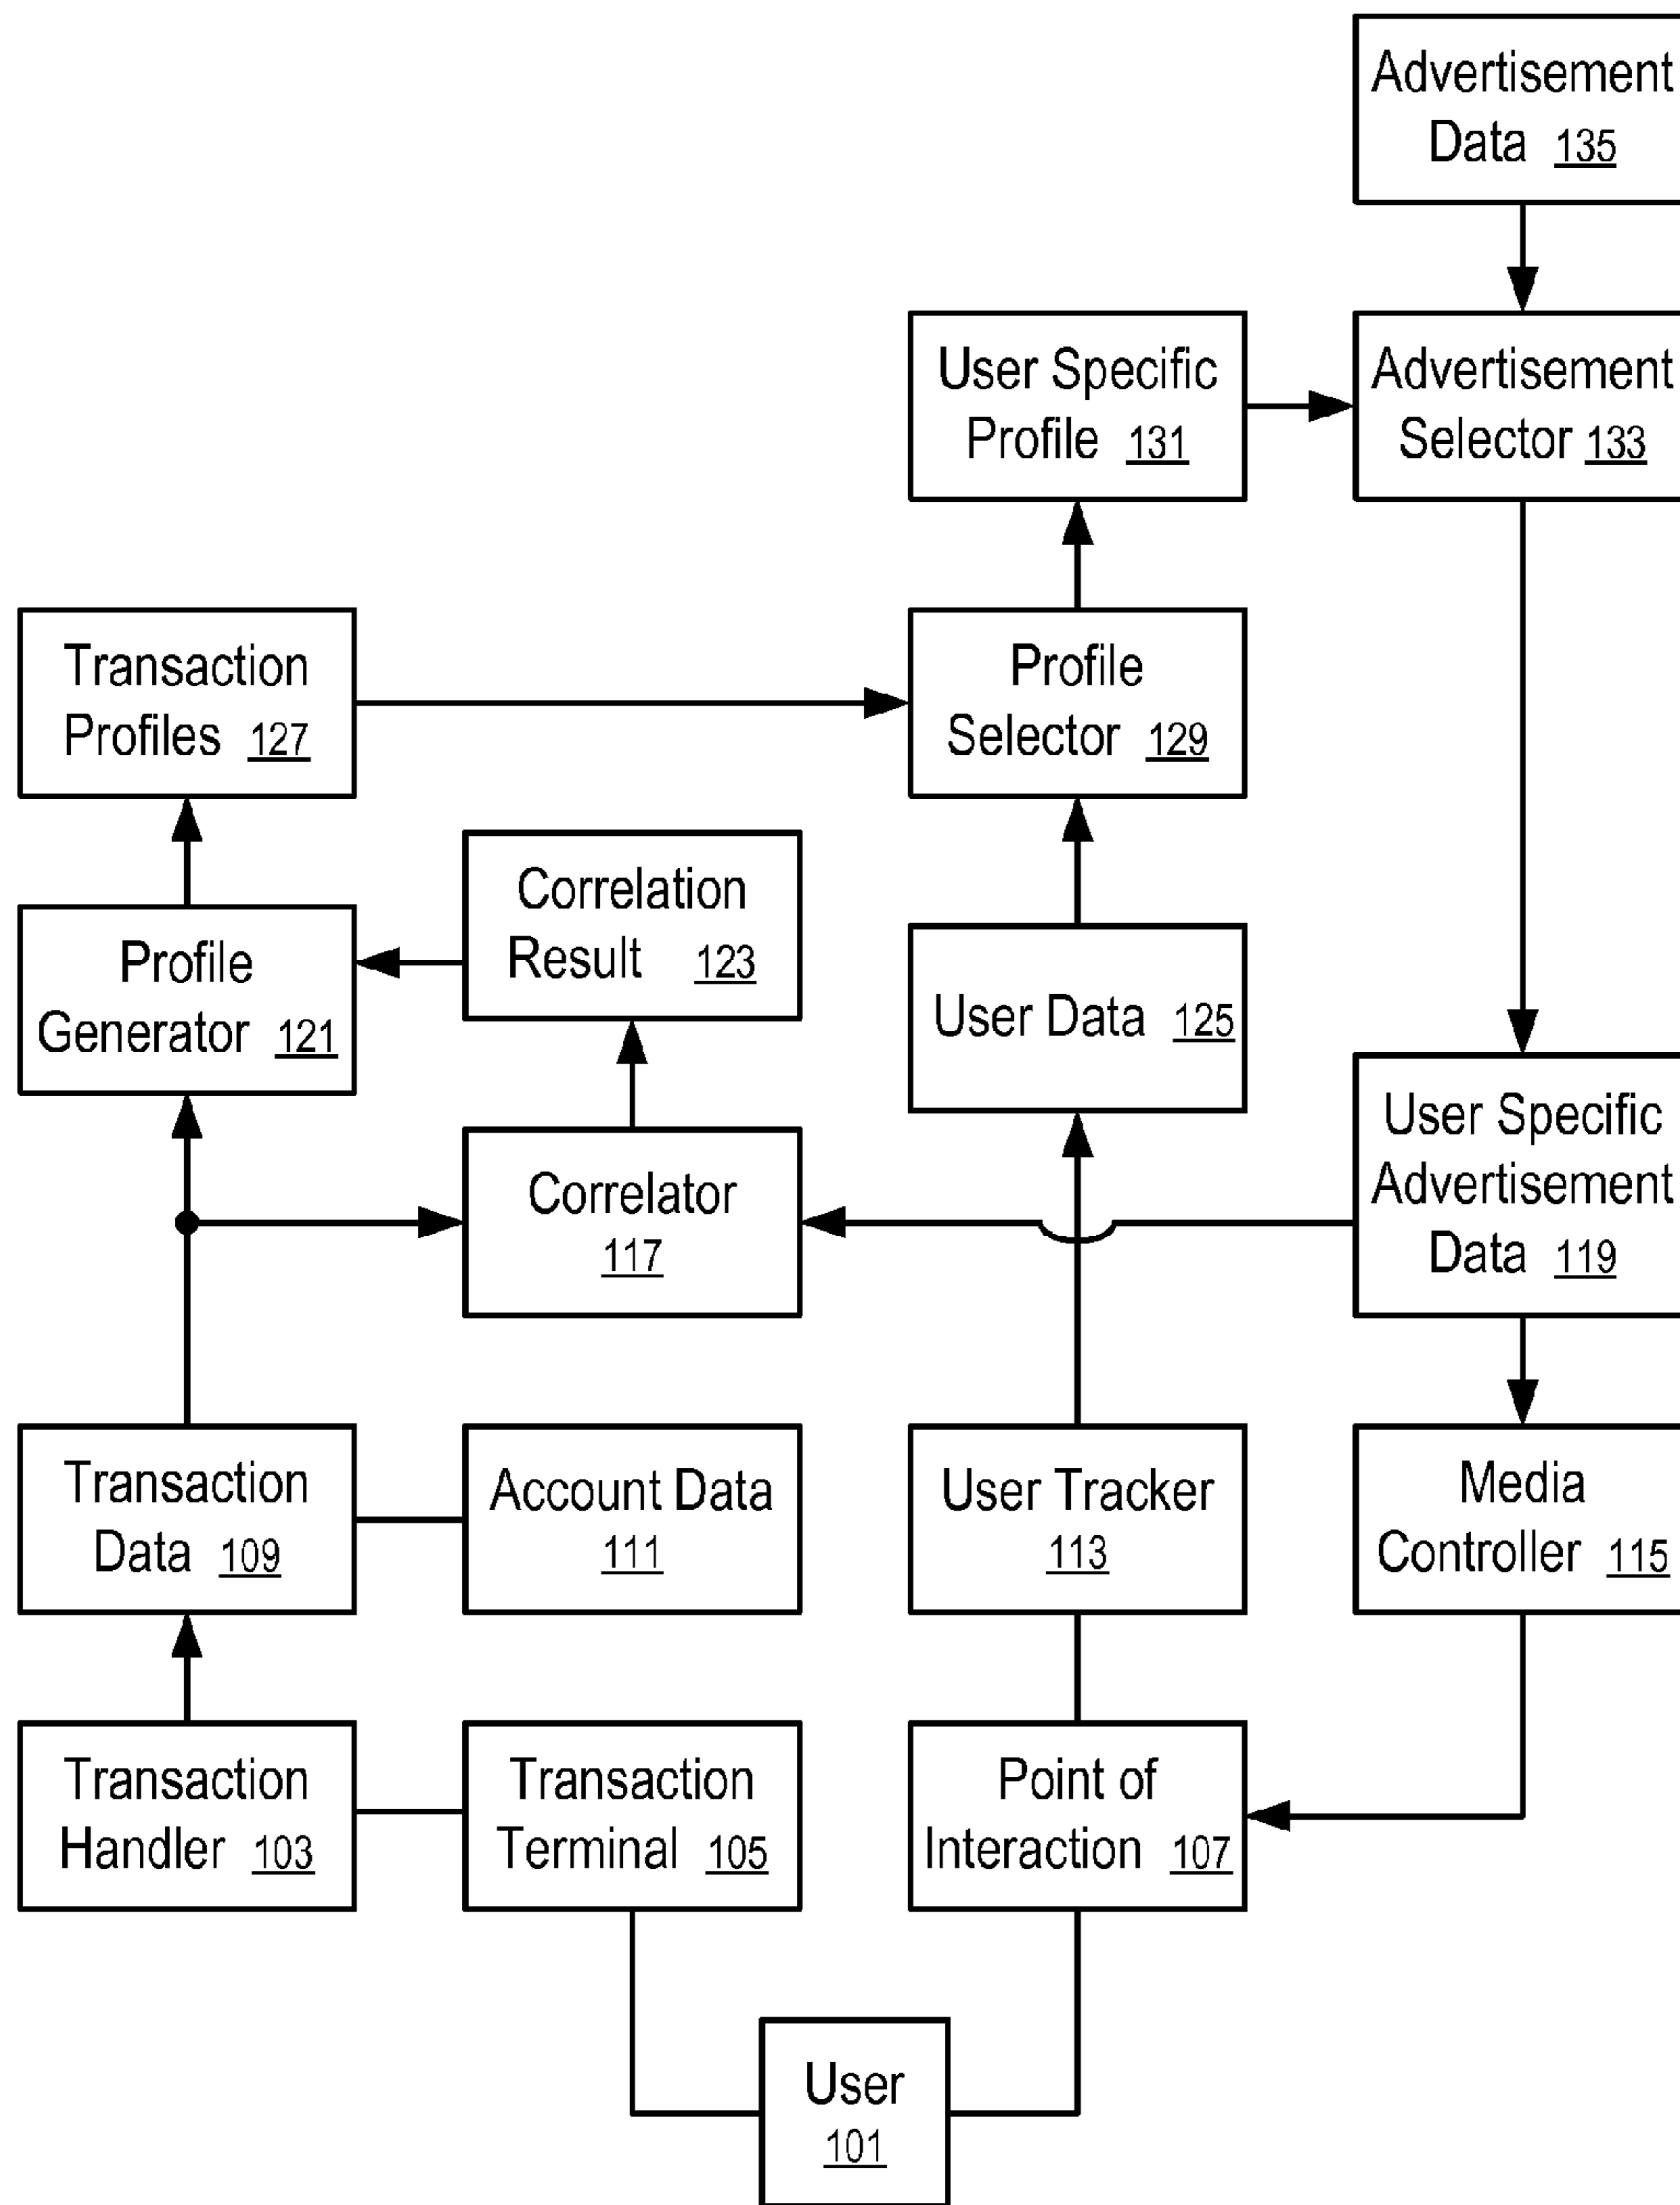 Advertisement
Data 135
User Specific
Profile 131
Advertisement
Selector 133
Transaction
Profiles 127
Profile
Selector 129
Correlation
Result 123
Profile
Generator 121
User Data 125
User Specific
Advertisement
Data 119
Correlator
117
Transaction
Data 109
Account Data
111
User Tracker
113
Media
Controller 115
Transaction
Handler 103
Transaction
Terminal 105
Point of
Interaction 107
User
101